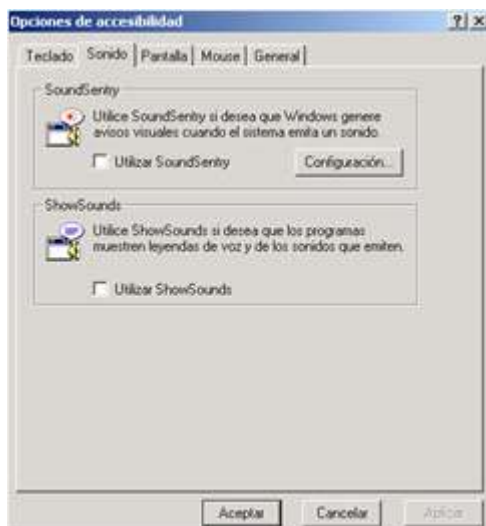 Opciones de accesibilidad
Teclado Sonido Pantalla Mouse General
SoundSentry
Utilice SoundSentry si desea que Windows genere
avisos visuales cuando el sistema emita un sonido.
Utilizar SoundSentry Configuración...
ShowSounds
Utilice ShowSounds si desea que los programas
muestren leyendas de voz y de los sonidos que emiten.
Utilizar ShowSounds
Aceptar Cancelar Aplicar